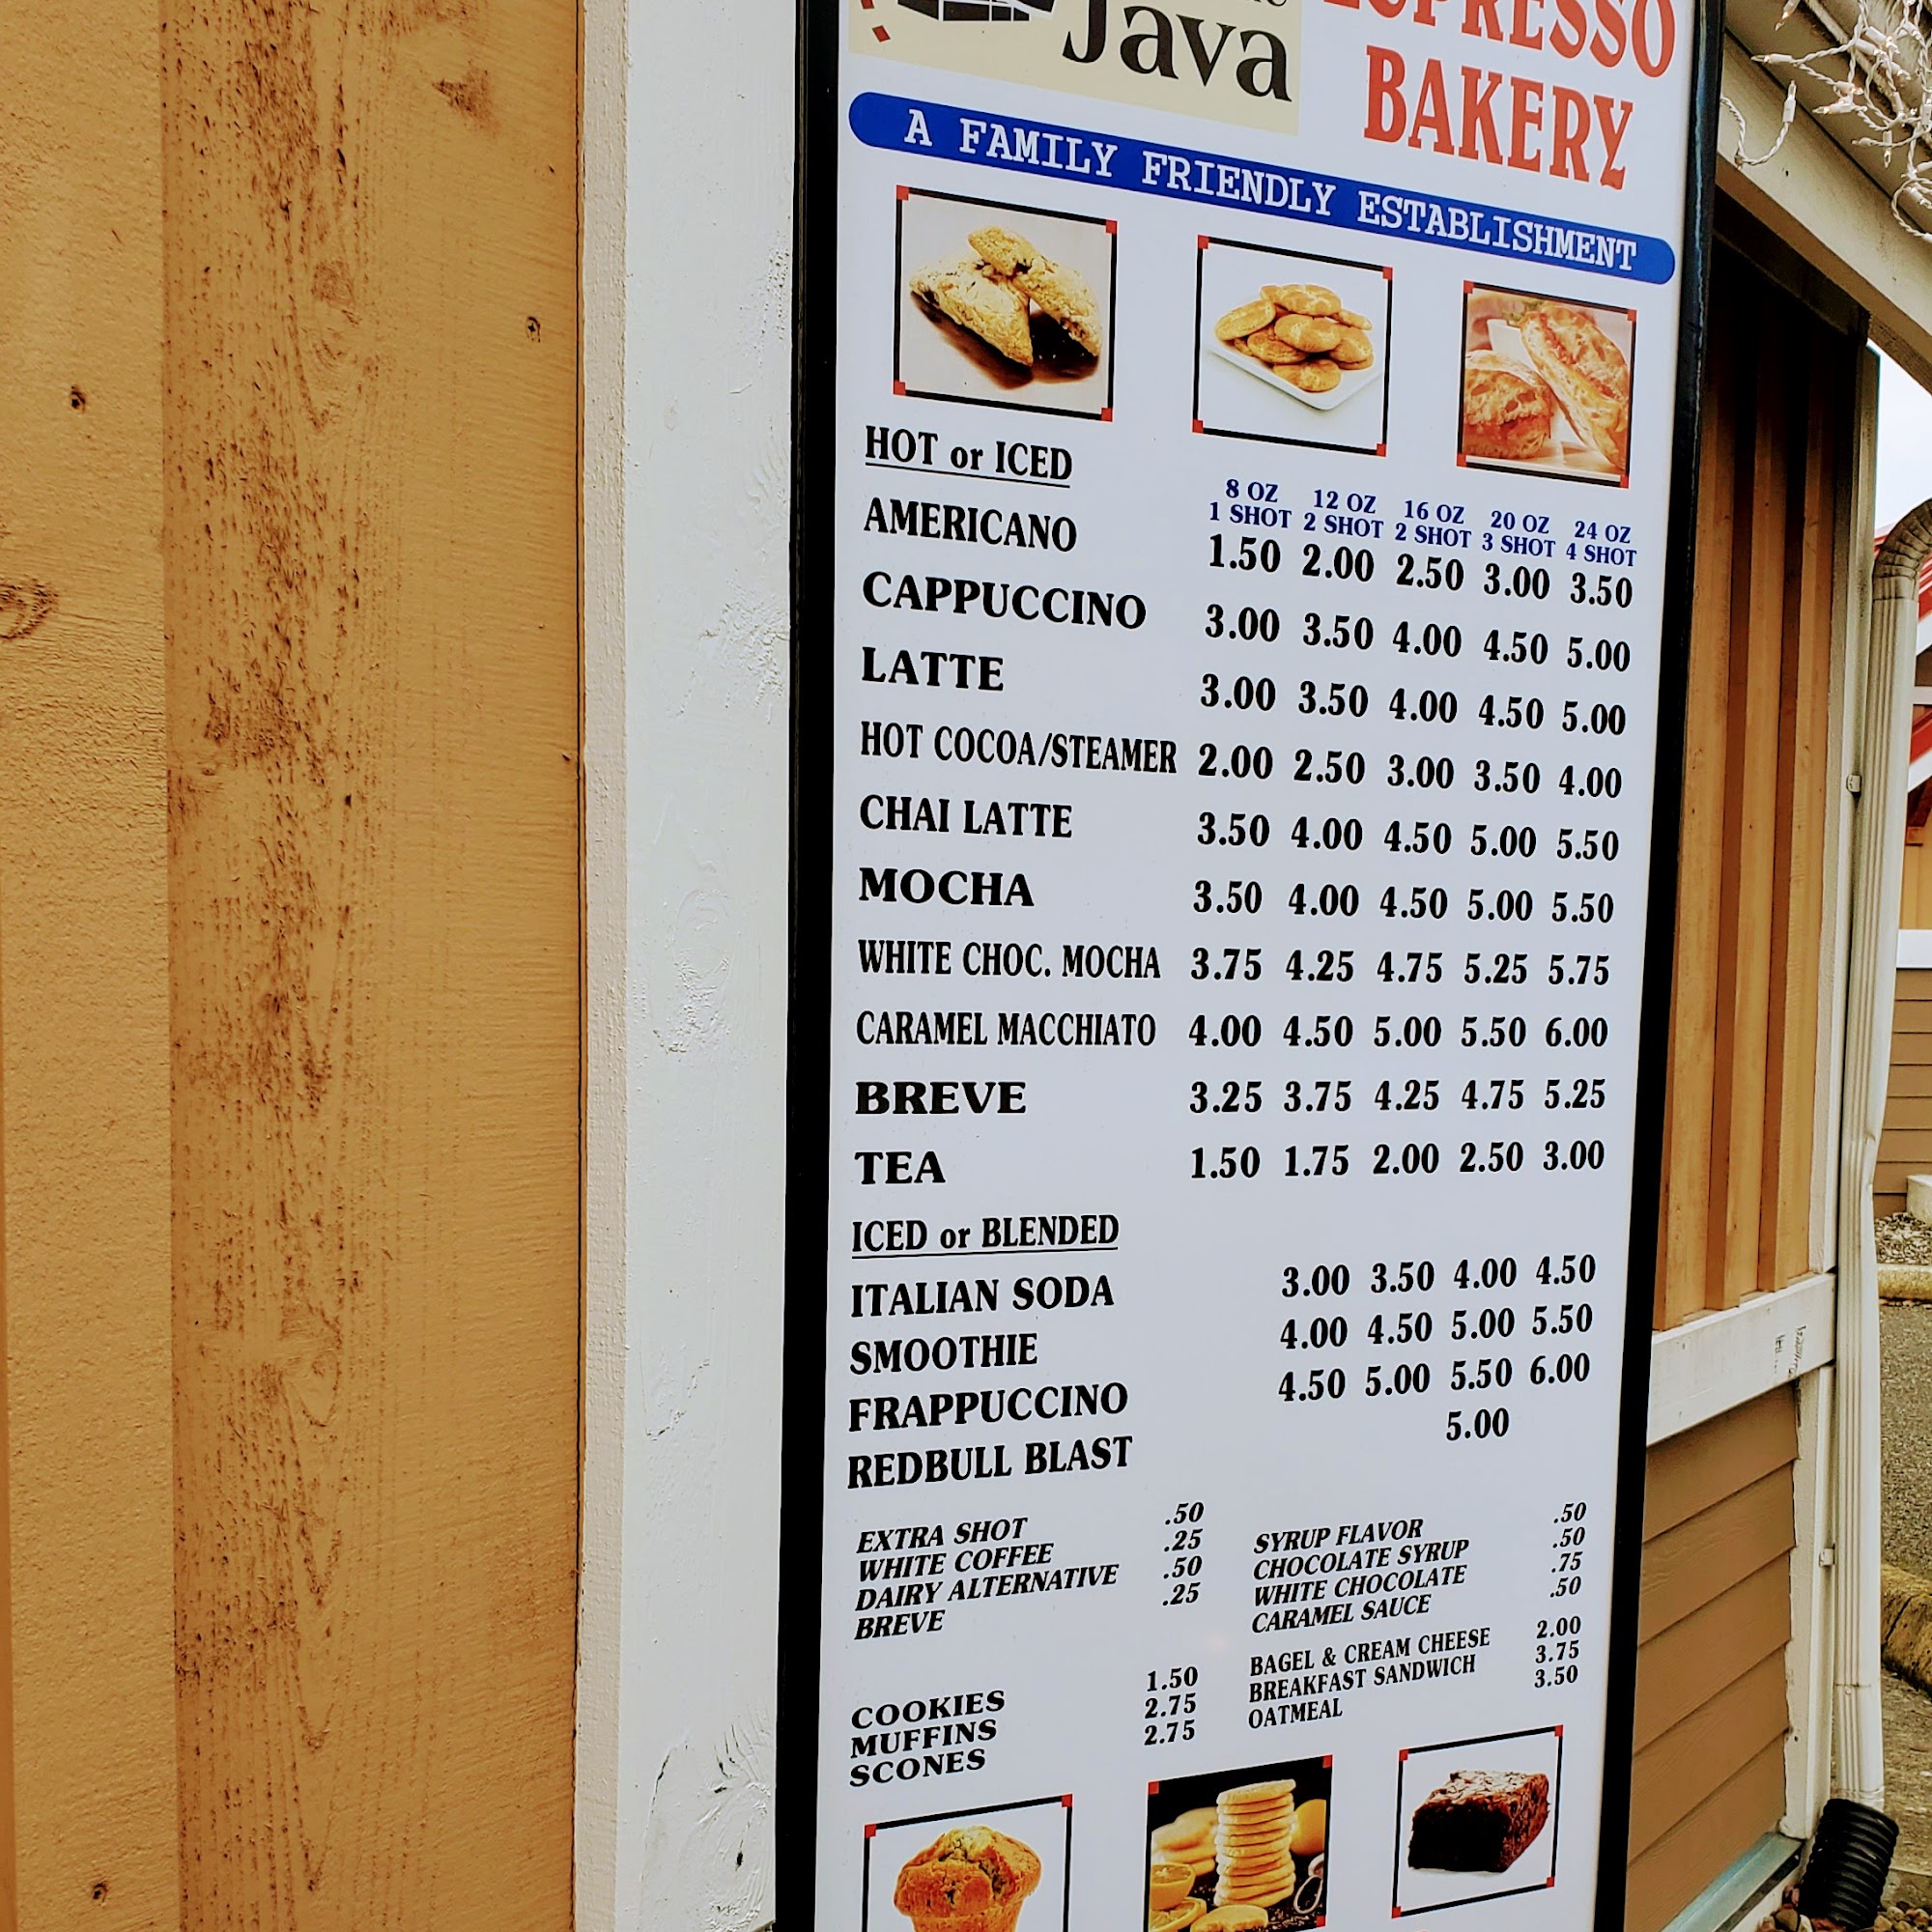 Java
BAKERY
A FAMILY FRIENDLY ESTABLISHMENT
HOT or ICED
8 OZ 12 OZ 16 OZ 20 OZ 24 OZ
1 SHOT 2 SHOT 2 SHOT 3 SHOT 4 SHOT
AMERICANO 1.50 2.00 2.50 3.00 3.50
CAPPUCCINO 3.00 3.50 4.00 4.50 5.00
LATTE 3.00 3.50 4.00 4.50 5.00
HOT COCOA/STEAMER 2.00 2.50 3.00 3.50 4.00
CHAI LATTE 3.50 4.00 4.50 5.00 5.50
MOCHA 3.50 4.00 4.50 5.00 5.50
WHITE CHOC. MOCHA 3.75 4.25 4.75 5.25 5.75
CARAMEL MACCHIATO 4.00 4.50 5.00 5.50 6.00
BREVE 3.25 3.75 4.25 4.75 5.25
TEA 1.50 1.75 2.00 2.50 3.00
ICED or BLENDED
ITALIAN SODA 3.00 3.50 4.00 4.50
SMOOTHIE 4.00 4.50 5.00 5.50
FRAPPUCCINO 4.50 5.00 5.50 6.00
REDBULL BLAST 5.00
EXTRA SHOT .50
WHITE COFFEE .25
DAIRY ALTERNATIVE .50
BREVE .25
SYRUP FLAVOR .50
CHOCOLATE SYRUP .50
WHITE CHOCOLATE .75
CARAMEL SAUCE .50
COOKIES 1.50
MUFFINS 2.75
SCONES 2.75
BAGEL & CREAM CHEESE 2.00
BREAKFAST SANDWICH 3.75
OATMEAL 3.50